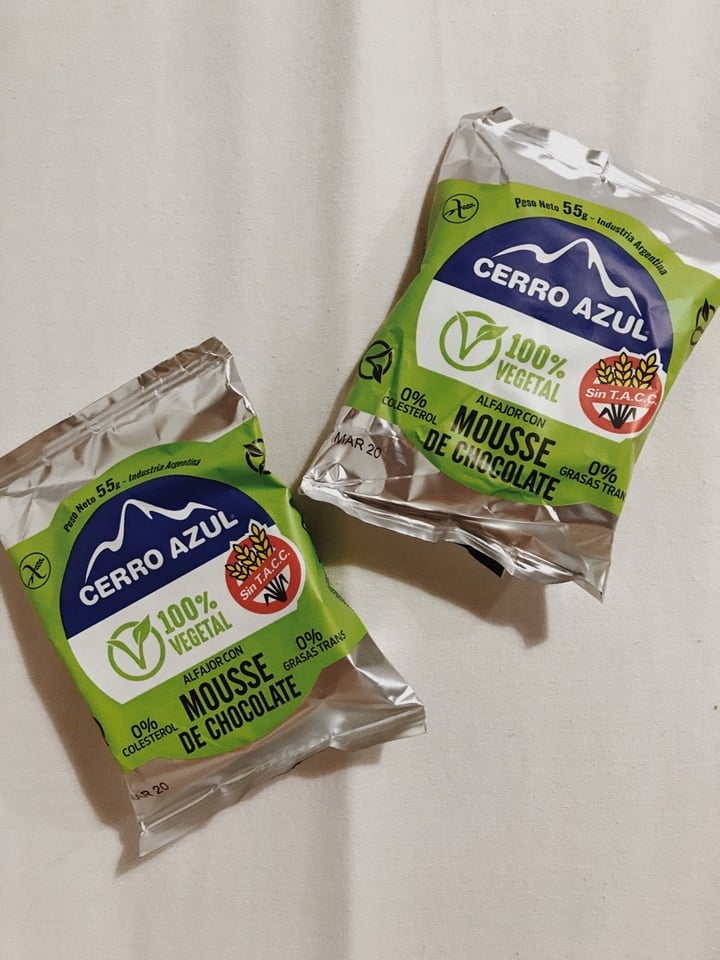 Peso Neto 55g - Industria Argentina
CERRO AZUL
100%
VEGETAL
Sin T.A.C.C.
ALFAJOR CON
MOUSSE
DE CHOCOLATE
0%
COLESTEROL
0%
GRASAS TRANS
MAR 20
Peso Neto 55g - Industria Argentina
CERRO AZUL
100%
VEGETAL
Sin T.A.C.C.
ALFAJOR CON
MOUSSE
DE CHOCOLATE
0%
COLESTEROL
0%
GRASAS TRAN
MAR 20